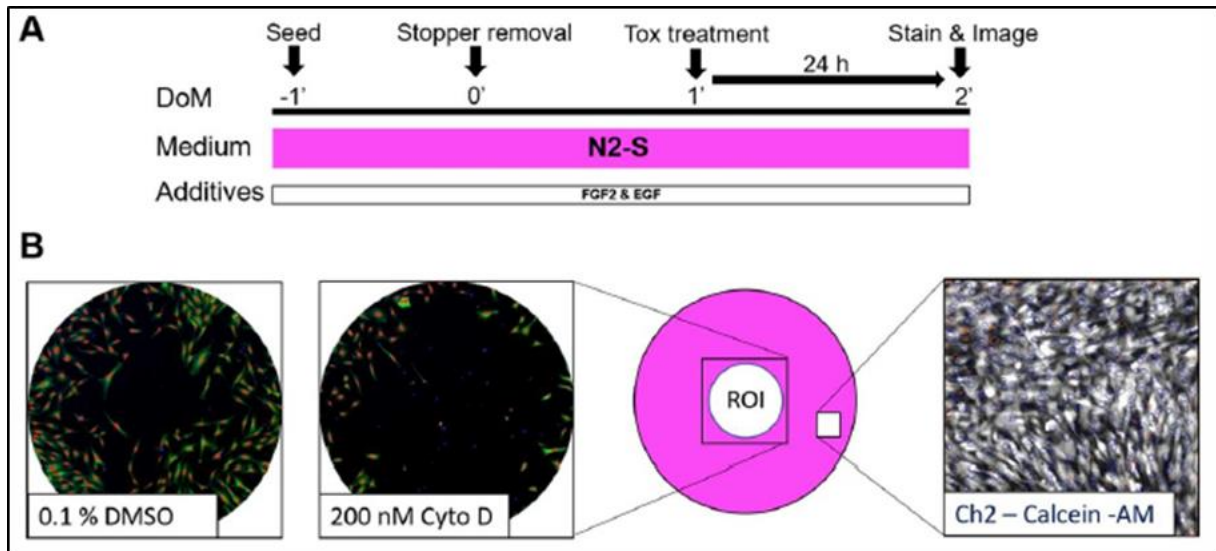 A
Seed Stopper removal Tox treatment Stain & Image
24 h
DoM -1' 0' 1' 2'
Medium N2-S
Additives FGF2 & EGF
B
ROI
0.1 % DMSO 200 nM Cyto D Ch2 – Calcein -AM